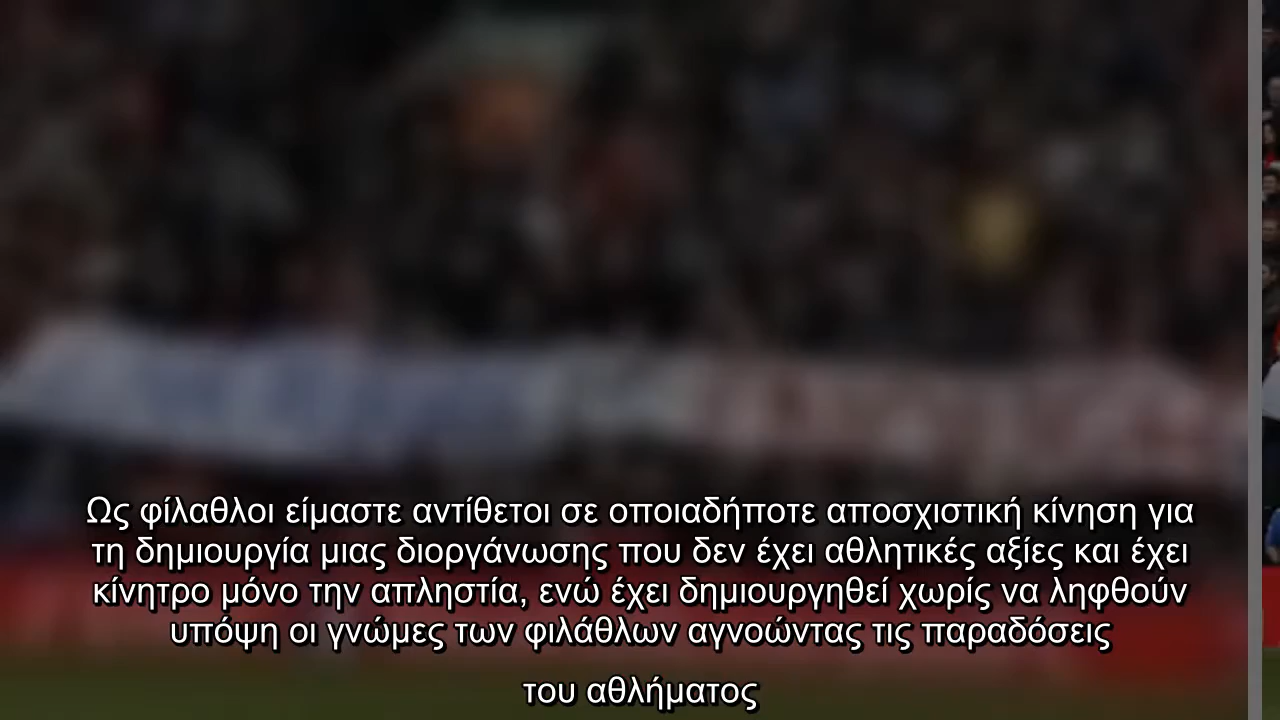 Ως φίλαθλοι είμαστε αντίθετοι σε οποιαδήποτε αποσχιστική κίνηση για
τη δημιουργία μιας διοργάνωσης που δεν έχει αθλητικές αξίες και έχει
κίνητρο μόνο την απληστία, ενώ έχει δημιουργηθεί χωρίς να ληφθούν
υπόψη οι γνώμες των φιλάθλων αγνοώντας τις παραδόσεις
του αθλήματος